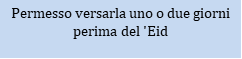 Permesso versarla uno o due giorni
perima del 'Eid